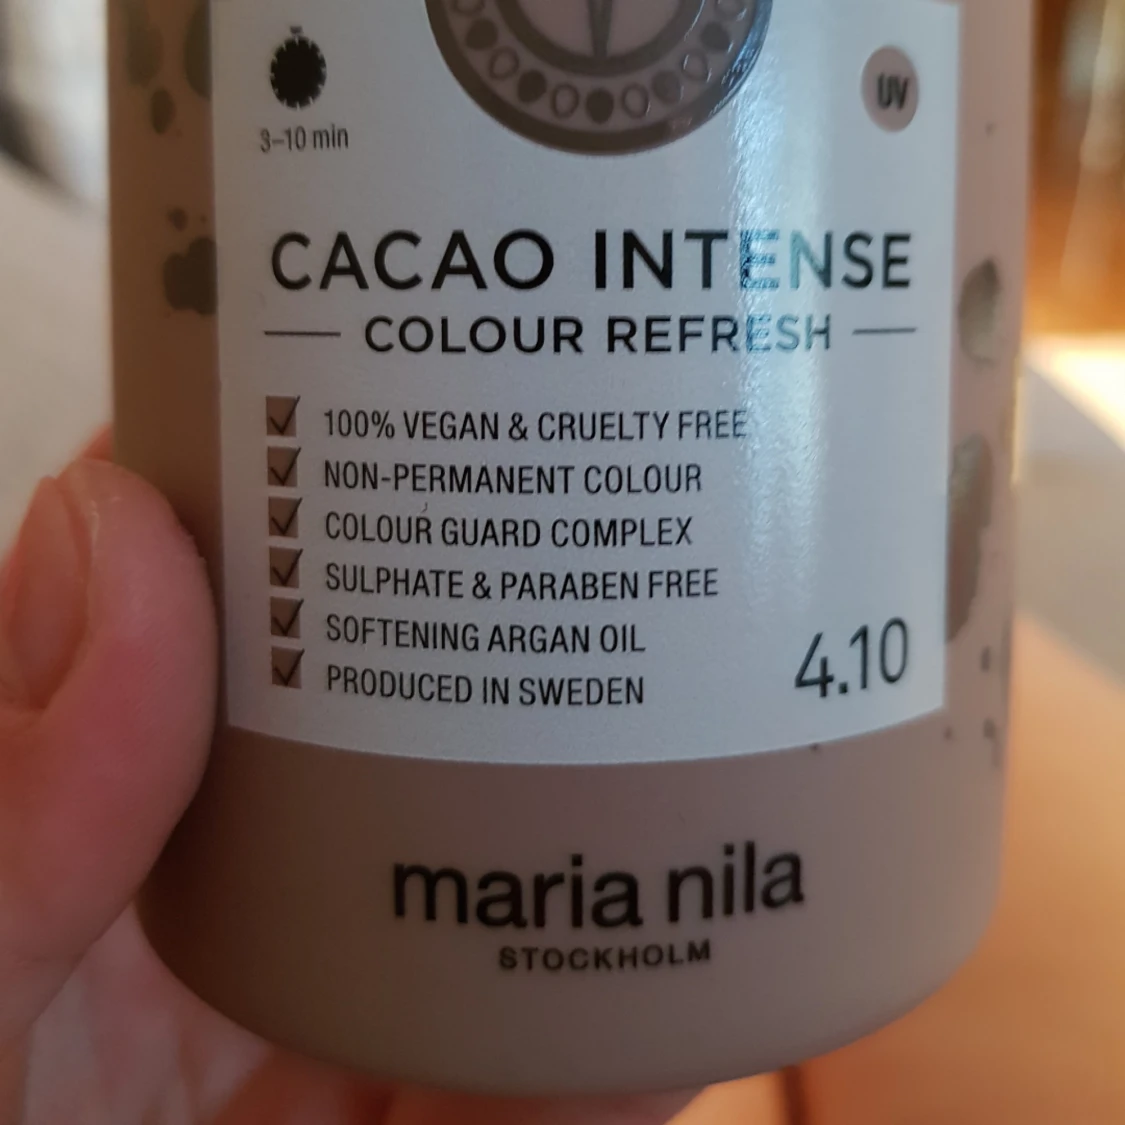 3–10 min
UV
CACAO INTENSE
COLOUR REFRESH
100% VEGAN & CRUELTY FREE
NON-PERMANENT COLOUR
COLOUR GUARD COMPLEX
SULPHATE & PARABEN FREE
SOFTENING ARGAN OIL
PRODUCED IN SWEDEN
4.10
maria nila
STOCKHOLM